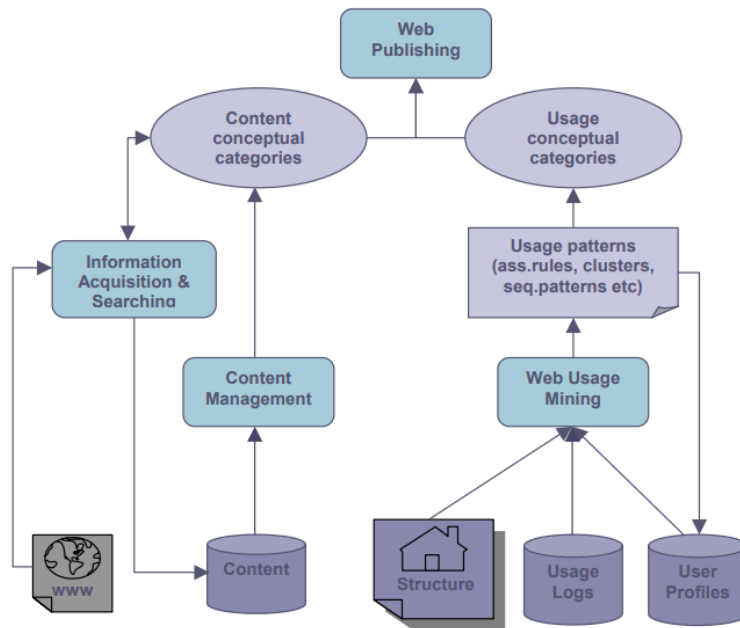 Web
Publishing
Content
conceptual
categories
Usage
conceptual
categories
Information
Acquisition &
Searching
Usage patterns
(ass.rules, clusters,
seq.patterns etc)
Content
Management
Web Usage
Mining
www
Content
Structure
Usage
Logs
User
Profiles